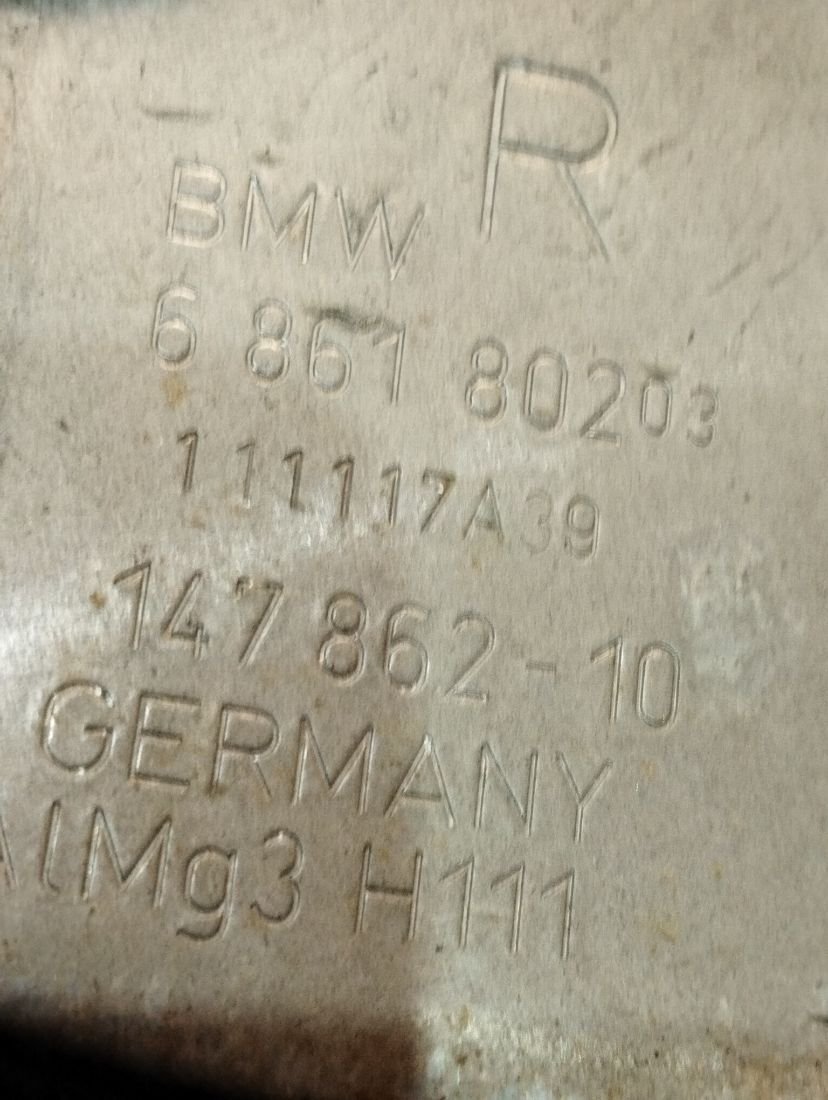 R
BMW
6 861 80203
111117A39
147 862-10
GERMANY
AlMg3 H111